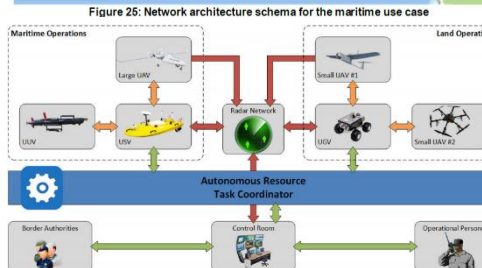 Figure 25: Network architecture schema for the maritime use case
Maritime Operations
Land Operati
Large UAV
Small UAV #1
Radar Network
UUV
USV
UGV
Small UAV #2
Autonomous Resource
Task Coordinator
Border Authorities
Control Room
Operational Person